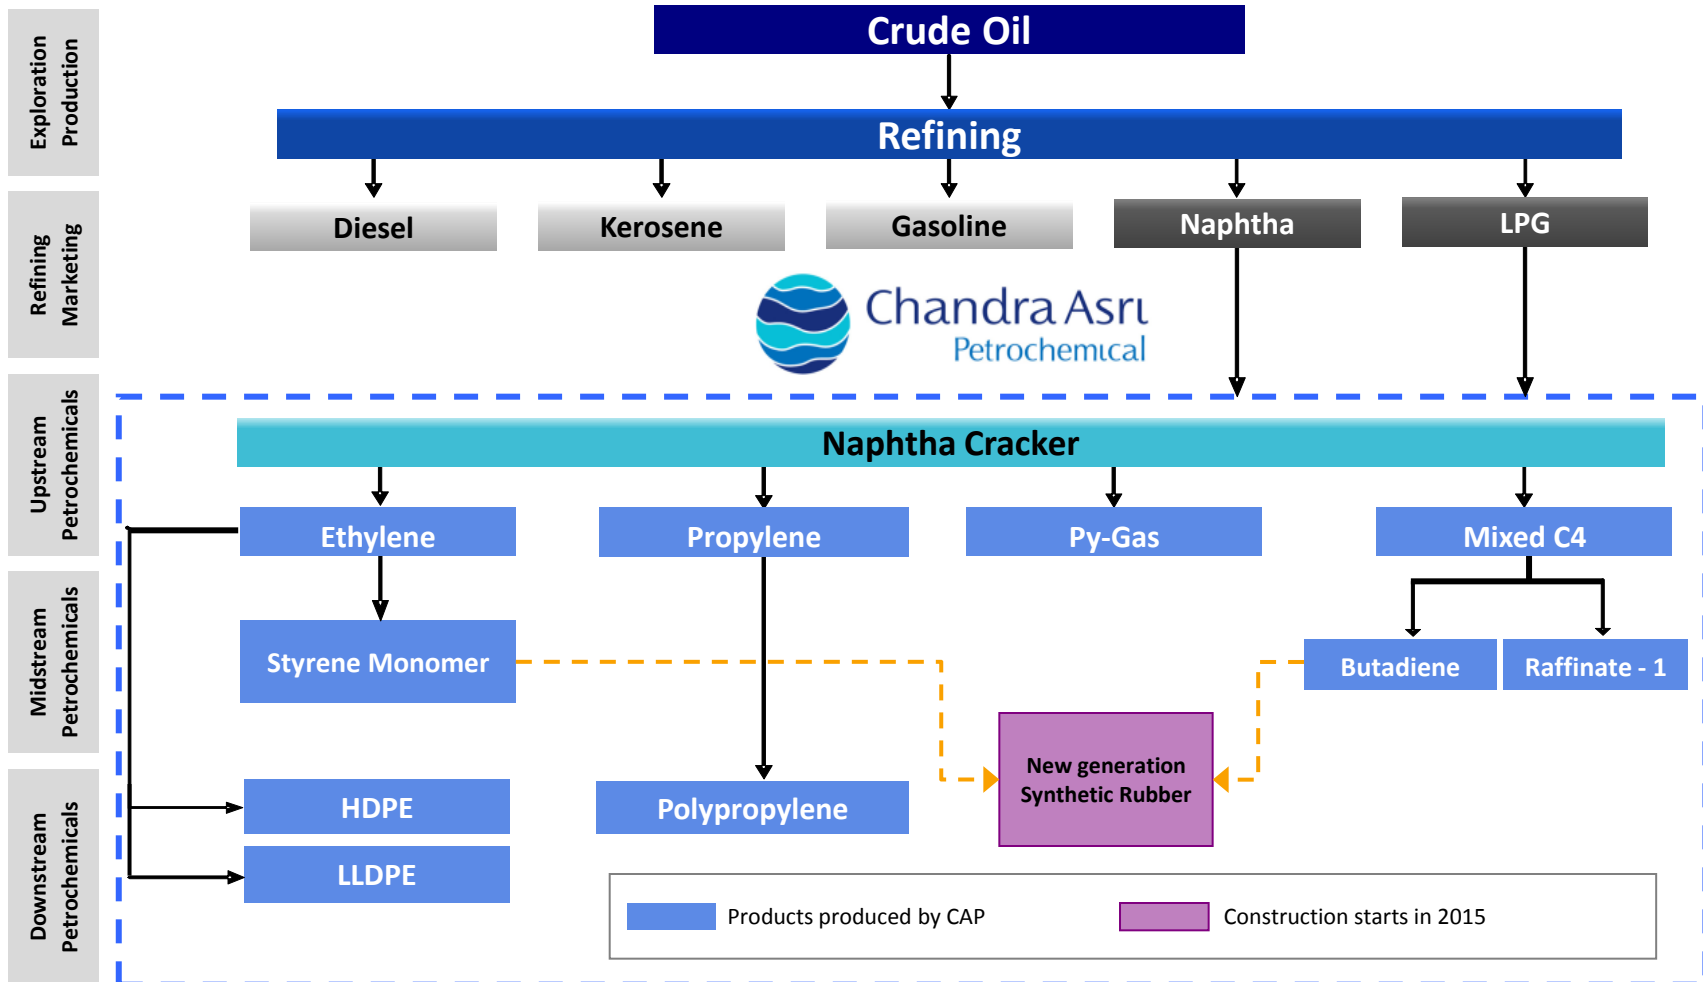 Crude Oil
Exploration
Production
Refining
Diesel
Kerosene
Gasoline
Naphtha
LPG
Refining
Marketing
Chandra Asri
Petrochemical
Upstream
Petrochemicals
Naphtha Cracker
Ethylene
Propylene
Py-Gas
Mixed C4
Midstream
Petrochemicals
Styrene Monomer
Butadiene
Raffinate - 1
New generation
Synthetic Rubber
Downstream
Petrochemicals
HDPE
Polypropylene
LLDPE
Products produced by CAP
Construction starts in 2015